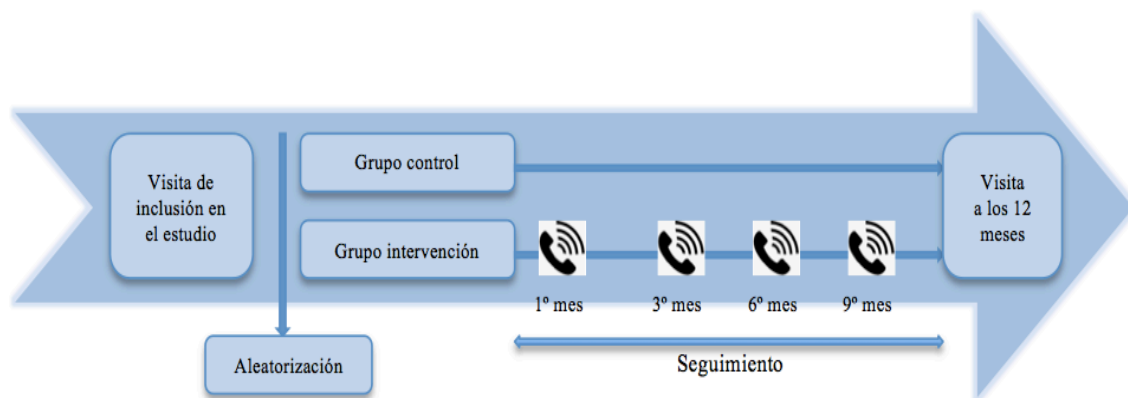 Visita de
inclusión en
el estudio
Grupo control
Grupo intervención
1º mes
3º mes
6º mes
9º mes
Visita
a los 12
meses
Aleatorización
Seguimiento